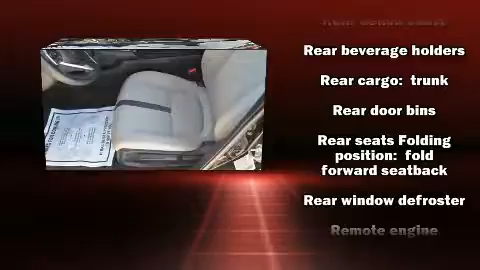 Rear beverage holders
Rear cargo: trunk
Rear door bins
Rear seats Folding
position: fold
forward seatback
Rear window defroster
Remote engine